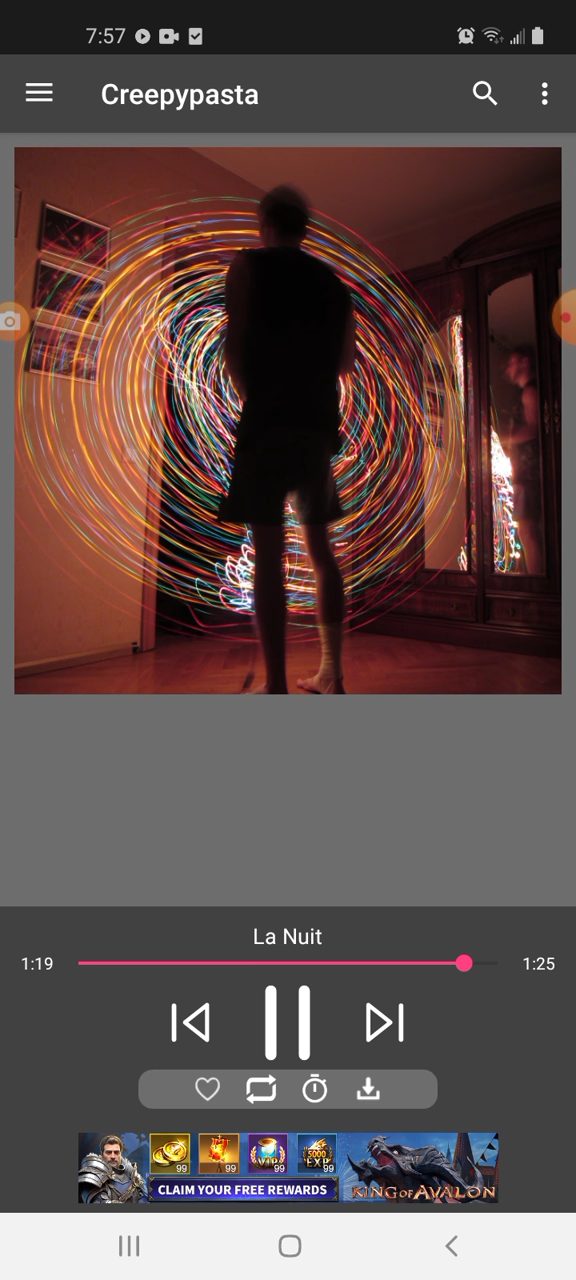 7:57
Creepypasta
La Nuit
1:19
1:25
99
99
VIP
99
5000
EXP
99
CLAIM YOUR FREE REWARDS
KING OF AVALON